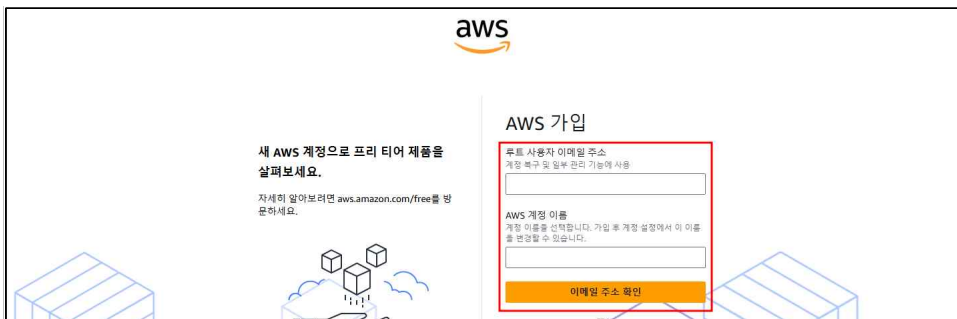 aws
새 AWS 계정으로 프리 티어 제품을
살펴보세요.
자세히 알아보려면 aws.amazon.com/free를 방
문하세요.
AWS 가입
루트 사용자 이메일 주소
계정 복구 및 일부 관리 기능에 사용
AWS 계정 이름
계정 이름을 선택합니다. 가입 후 계정 설정에서 이 이름
을 변경할 수 있습니다.
이메일 주소 확인